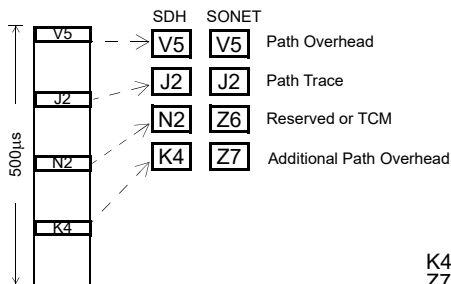 SDH SONET
V5 V5 V5 Path Overhead
J2 J2 J2 Path Trace
N2 N2 Z6 Reserved or TCM
K4 K4 Z7 Additional Path Overhead
500µs
K4
Z7